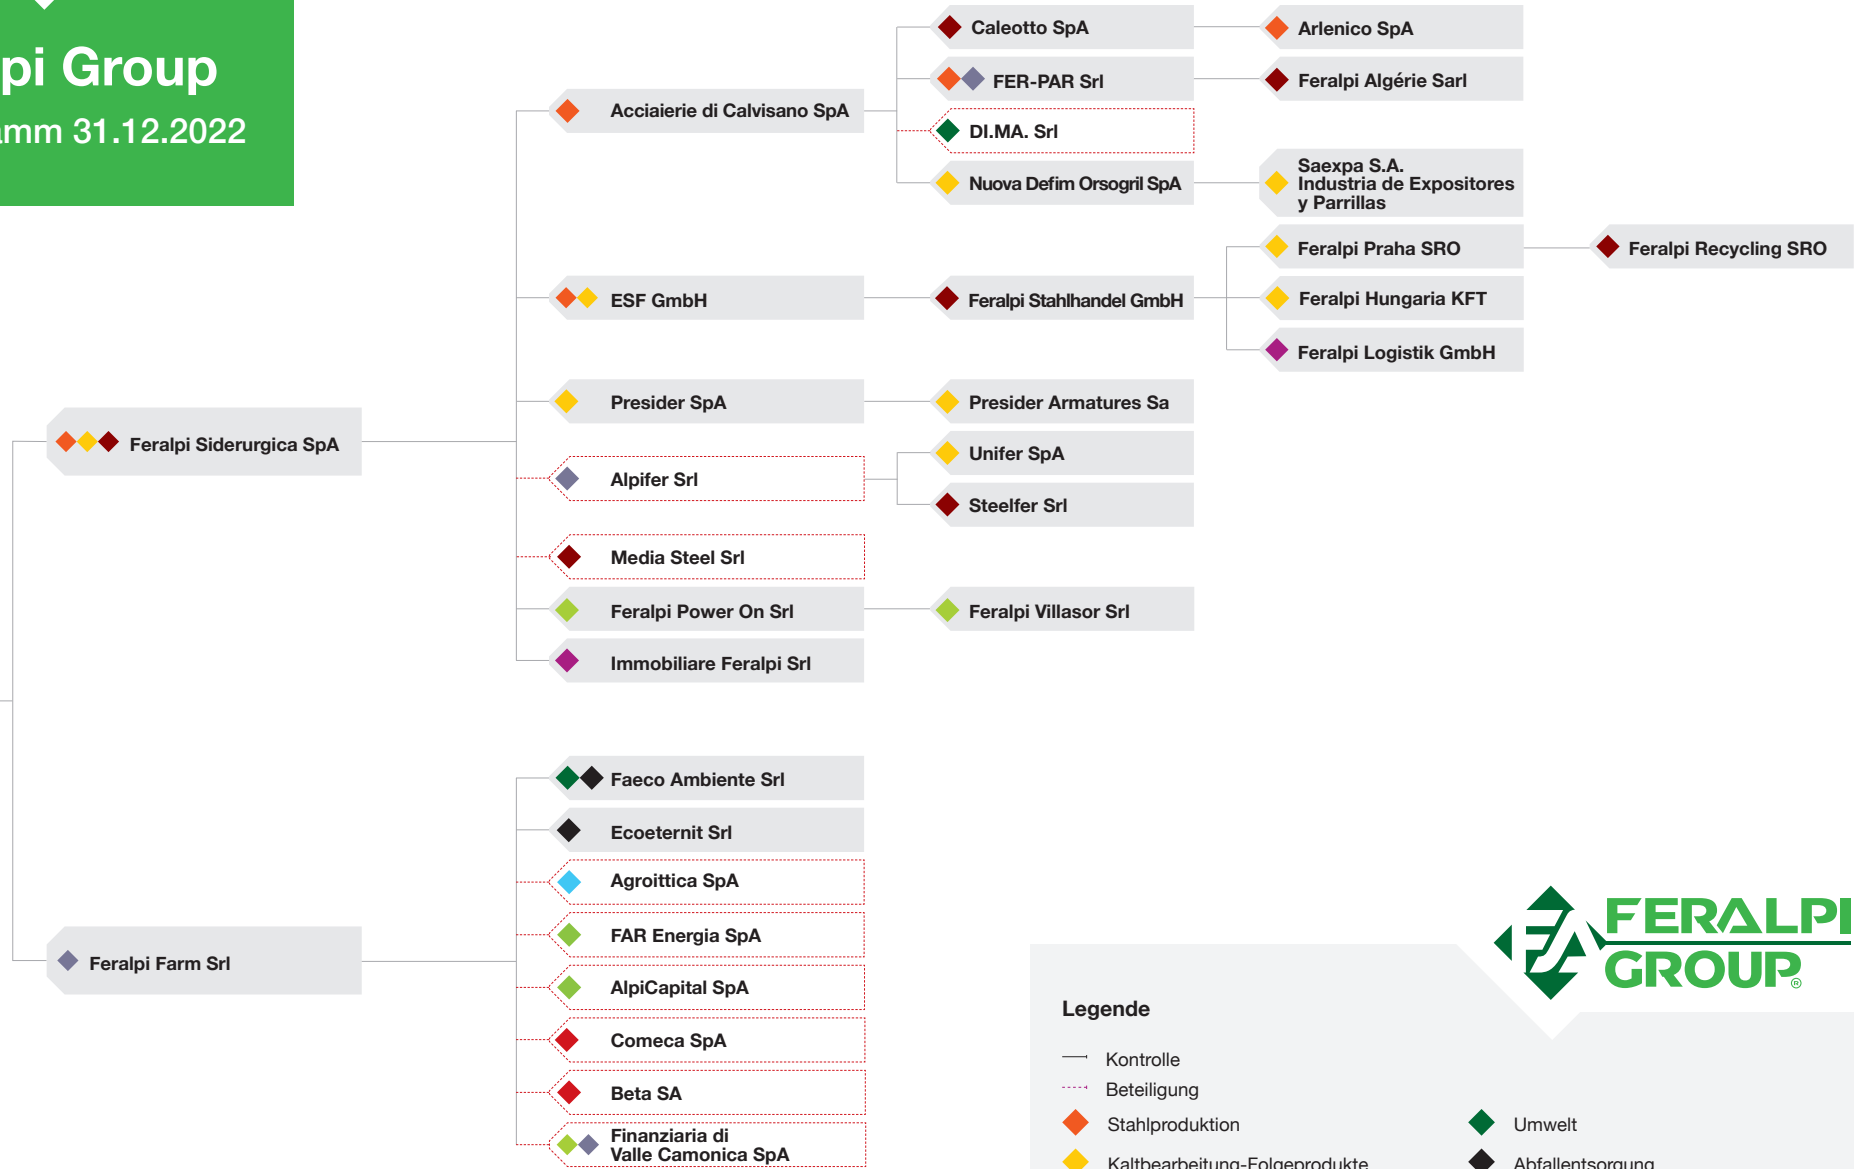 pi Group
31.12.2022
Feralpi Siderurgica SpA
Feralpi Farm Srl
Acciaierie di Calvisano SpA
ESF GmbH
Presider SpA
Alpifer Srl
Media Steel Srl
Feralpi Power On Srl
Immobiliare Feralpi Srl
Faeco Ambiente Srl
Ecoeternit Srl
Agroittica SpA
FAR Energia SpA
AlpiCapital SpA
Comeca SpA
Beta SA
Finanziaria di
Valle Camonica SpA
Caleotto SpA
FER-PAR Srl
DI.MA. Srl
Nuova Defim Orsogril SpA
Feralpi Stahlhandel GmbH
Presider Armatures Sa
Unifer SpA
Steelfer Srl
Feralpi Villasor Srl
Arlenico SpA
Feralpi Algérie Sarl
Saexpa S.A.
Industria de Expositores
y Parrillas
Feralpi Praha SRO
Feralpi Hungaria KFT
Feralpi Logistik GmbH
Feralpi Recycling SRO
FERALPI
GROUP®
Legende
Kontrolle
Beteiligung
Stahlproduktion
Kaltbearbeitung-Folgeprodukte
Umwelt
Abfallentsorgung